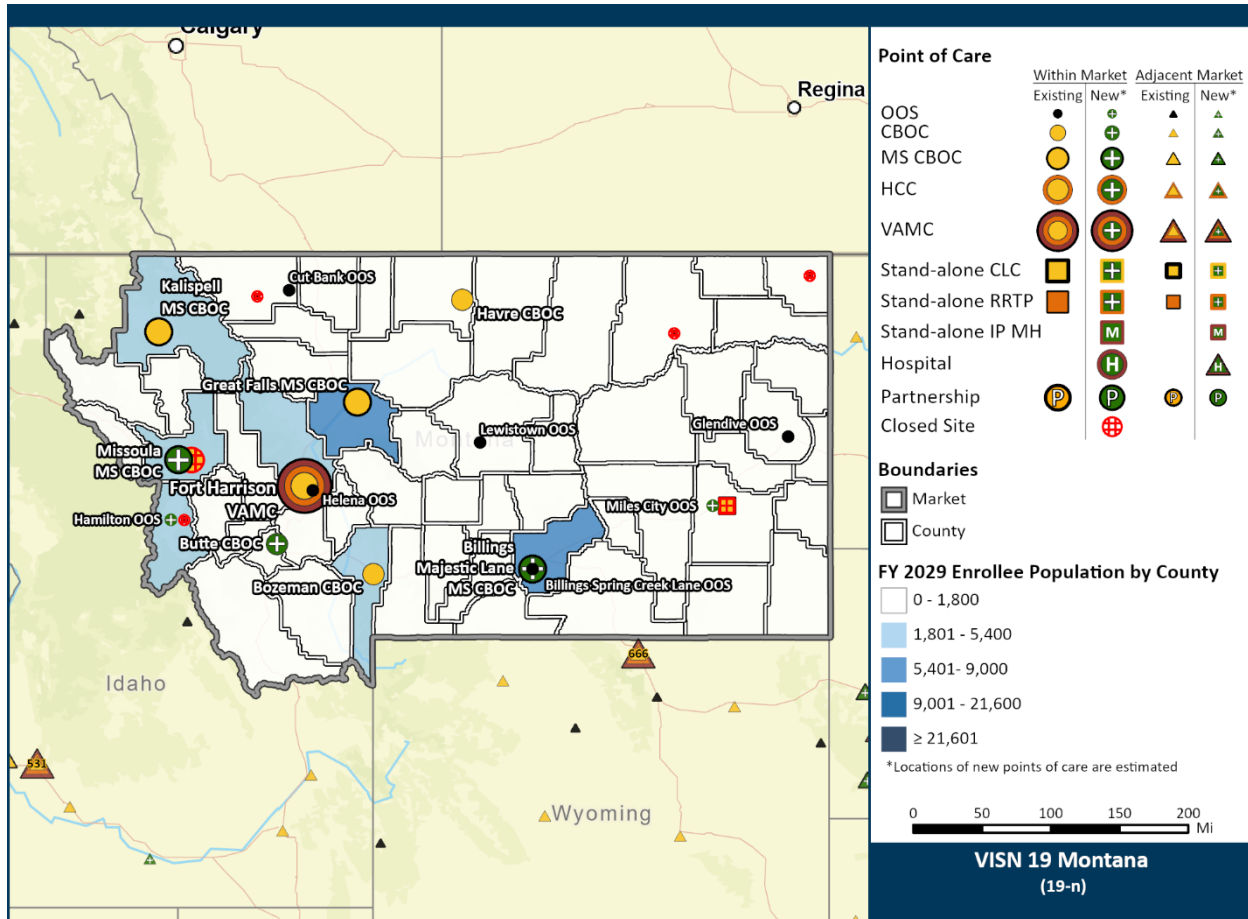 Calgary
Regina
Kalispell
MS CBOC
Cut Bank OOS
Havre CBOC
Great Falls MS CBOC
Montana
Lewistown OOS
Glendive OOS
Missoula
MS CBOC
Fort Harrison
VAMC
Helena OOS
Hamilton OOS
Butte CBOC
Miles City OOS
Billings
Majestic Lane
MS CBOC
Billings Spring Creek Lane OOS
Bozeman CBOC
666
Idaho
531
Wyoming
Point of Care
Within Market
Adjacent Market
Existing New* Existing New*
OOS
CBOC
MS CBOC
HCC
VAMC
Stand-alone CLC
Stand-alone RRTP
Stand-alone IP MH M M
Hospital H H
Partnership P P P P
Closed Site
Boundaries
Market
County
FY 2029 Enrollee Population by County
0 - 1,800
1,801 - 5,400
5,401- 9,000
9,001 - 21,600
≥ 21,601
*Locations of new points of care are estimated
0 50 100 150 200
Mi
VISN 19 Montana
(19-n)